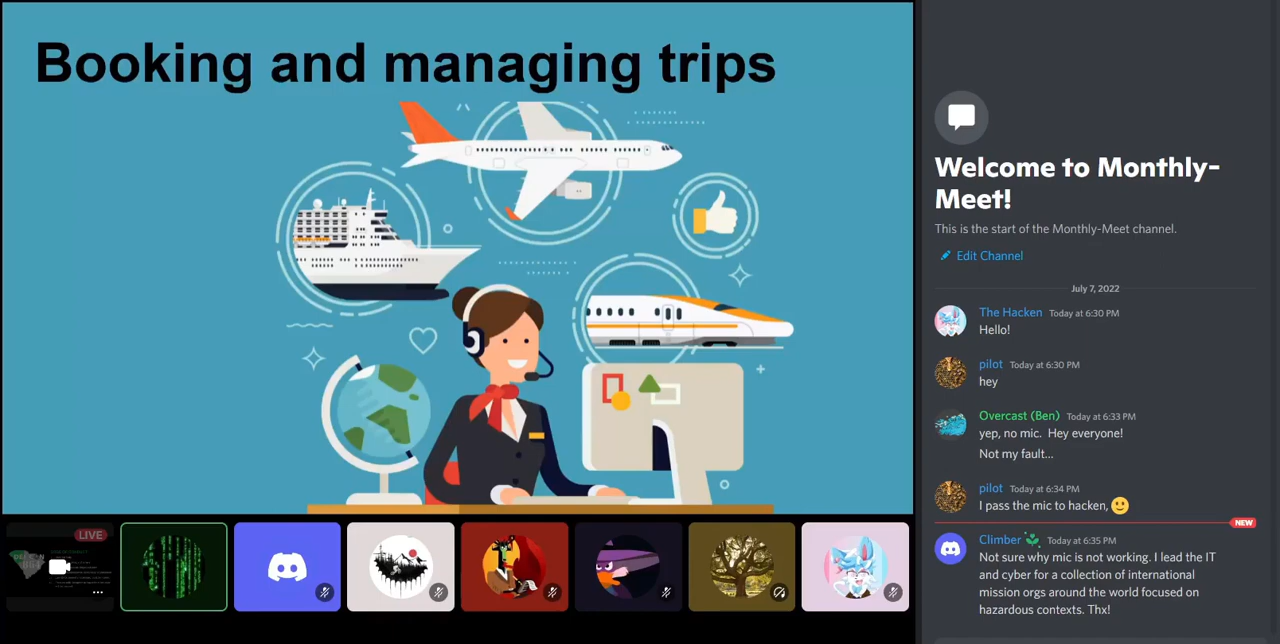 Booking and managing trips
LIVE
Welcome to Monthly-
Meet!
This is the start of the Monthly-Meet channel.
Edit Channel
July 7, 2022
The Hacken Today at 6:30 PM
Hello!
pilot Today at 6:30 PM
hey
Overcast (Ben) Today at 6:33 PM
yep, no mic. Hey everyone!
Not my fault...
pilot Today at 6:34 PM
I pass the mic to hacken, 🙂
NEW
Climber Today at 6:35 PM
Not sure why mic is not working. I lead the IT
and cyber for a collection of international
mission orgs around the world focused on
hazardous contexts. Thx!